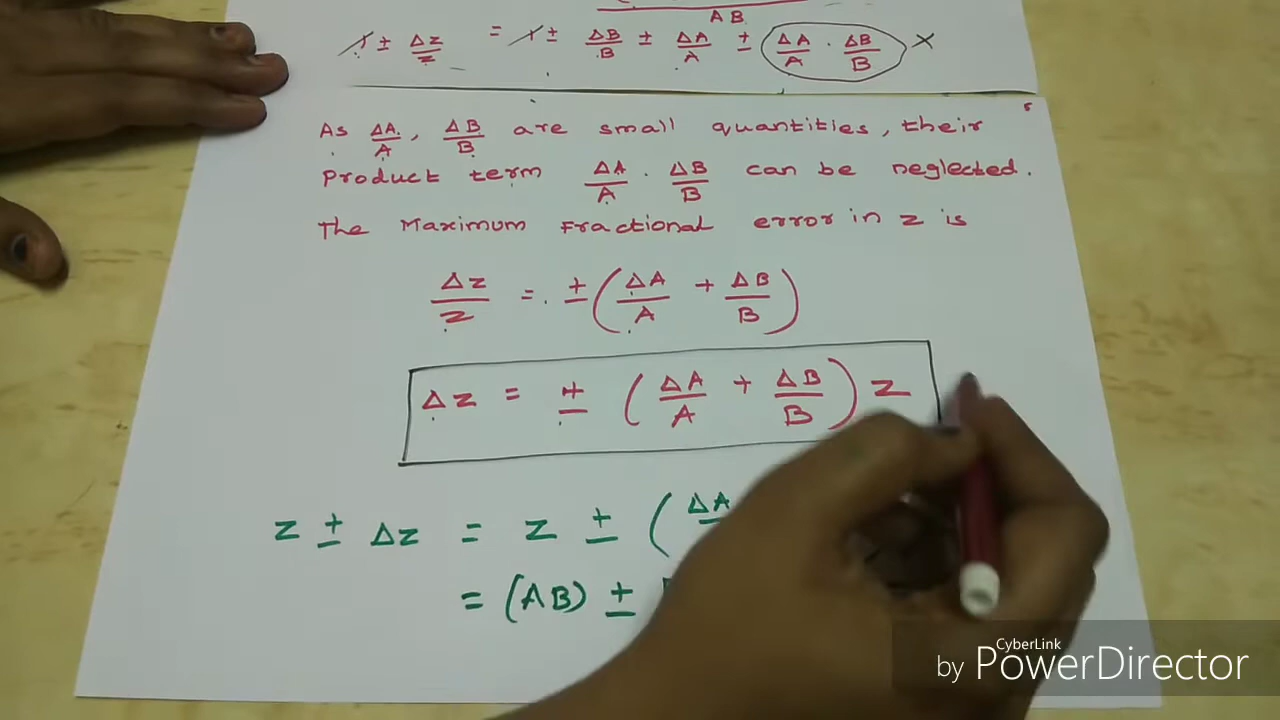 AB
1 ± ΔZ/Z = 1 ± ΔB/B ± ΔA/A ± ΔA/A · ΔB/B ×
As ΔA/A, ΔB/B are small quantities, their
Product term ΔA/A · ΔB/B can be neglected.
The Maximum Fractional error in Z is
ΔZ/Z = ± (ΔA/A + ΔB/B)
ΔZ = ± (ΔA/A + ΔB/B) Z
Z ± ΔZ = Z ± (ΔA
= (AB) ±
CyberLink
by PowerDirector